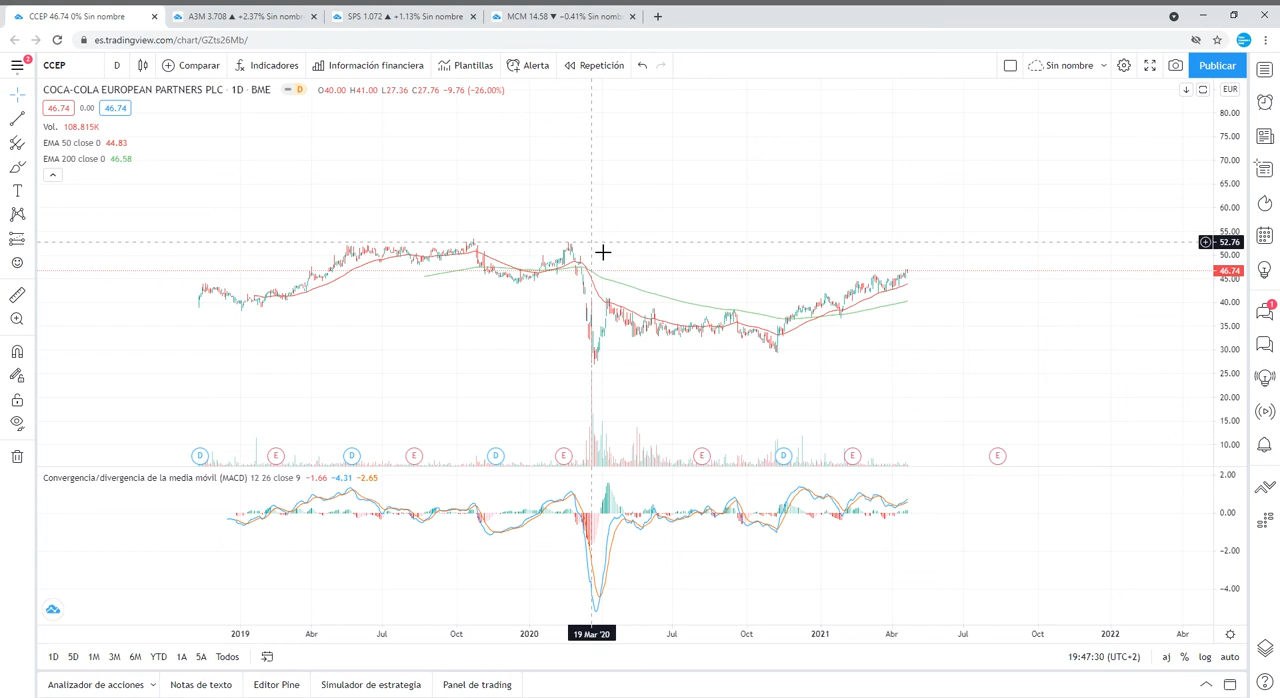 CCEP 46.74 0% Sin nombre
A3M 3.708 ▲ +2.37% Sin nombr
SPS 1.072 ▲ +1.13% Sin nombre
MCM 14.58 ▼ −0.41% Sin nomb
es.tradingview.com/chart/GZts26Mb/
2
CCEP
D
Comparar
Indicadores
Información financiera
Plantillas
Alerta
Repetición
Sin nombre
Publicar
COCA-COLA EUROPEAN PARTNERS PLC · 1D · BME
D
O40.00 H41.00 L27.36 C27.76 −9.76 (−26.00%)
EUR
46.74 0.00 46.74
Vol. 108.815K
EMA 50 close 0 44.83
EMA 200 close 0 46.58
80.00
75.00
70.00
65.00
60.00
55.00
52.76
50.00
46.74
45.00
40.00
35.00
30.00
25.00
20.00
15.00
10.00
1
D E D E D E E D E E
Convergencia/divergencia de la media móvil (MACD) 12 26 close 9 −1.66 −4.31 −2.65
2.00
0.00
−2.00
−4.00
2019 Abr Jul Oct 2020 19 Mar '20 Jul Oct 2021 Abr Jul Oct 2022 Abr
1D 5D 1M 3M 6M YTD 1A 5A Todos
19:47:30 (UTC+2) aj % log auto
Analizador de acciones Notas de texto Editor Pine Simulador de estrategia Panel de trading